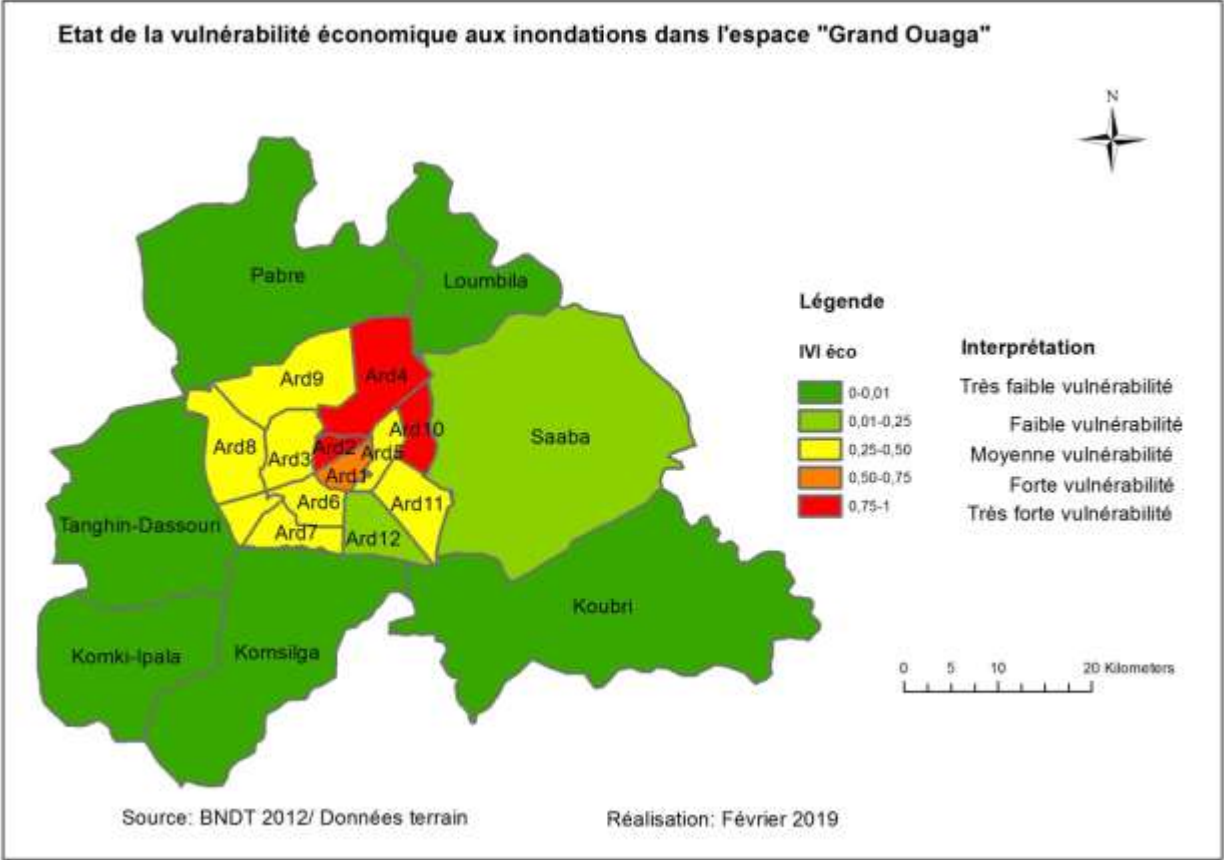 Etat de la vulnérabilité économique aux inondations dans l'espace "Grand Ouaga"
N
Pabre
Loumbila
Ard9
Ard4
Ard10
Saaba
Ard8
Ard3
Ard2
Ard5
Ard1
Ard6
Ard11
Ard7
Ard12
Tanghin-Dassouri
Koubri
Komki-Ipala
Komsilga
Légende
IVI éco
Interprétation
0-0,01 Très faible vulnérabilité
0,01-0,25 Faible vulnérabilité
0,25-0,50 Moyenne vulnérabilité
0,50-0,75 Forte vulnérabilité
0,75-1 Très forte vulnérabilité
0 5 10 20 Kilometers
Source: BNDT 2012/ Données terrain
Réalisation: Février 2019